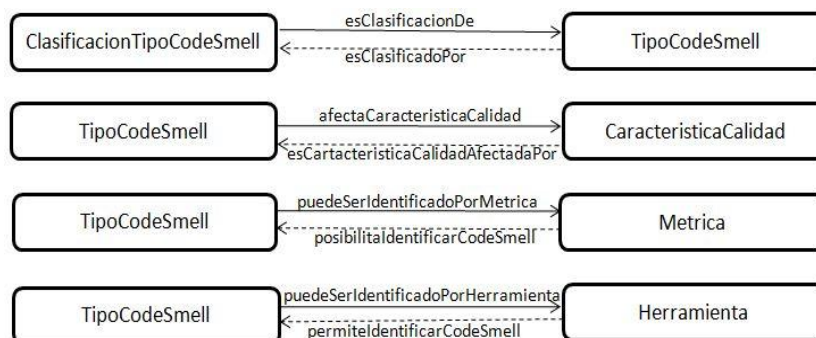 esClasificacionDe
ClasificacionTipoCodeSmell
TipoCodeSmell
esClasificadoPor
afectaCaracteristicaCalidad
TipoCodeSmell
CaracteristicaCalidad
esCartacteristicaCalidadAfectadaPor
puedeSerIdentificadoPorMetrica
TipoCodeSmell
Metrica
posibilitaIdentificarCodeSmell
puedeSerIdentificadoPorHerramienta
TipoCodeSmell
Herramienta
permiteIdentificarCodeSmell